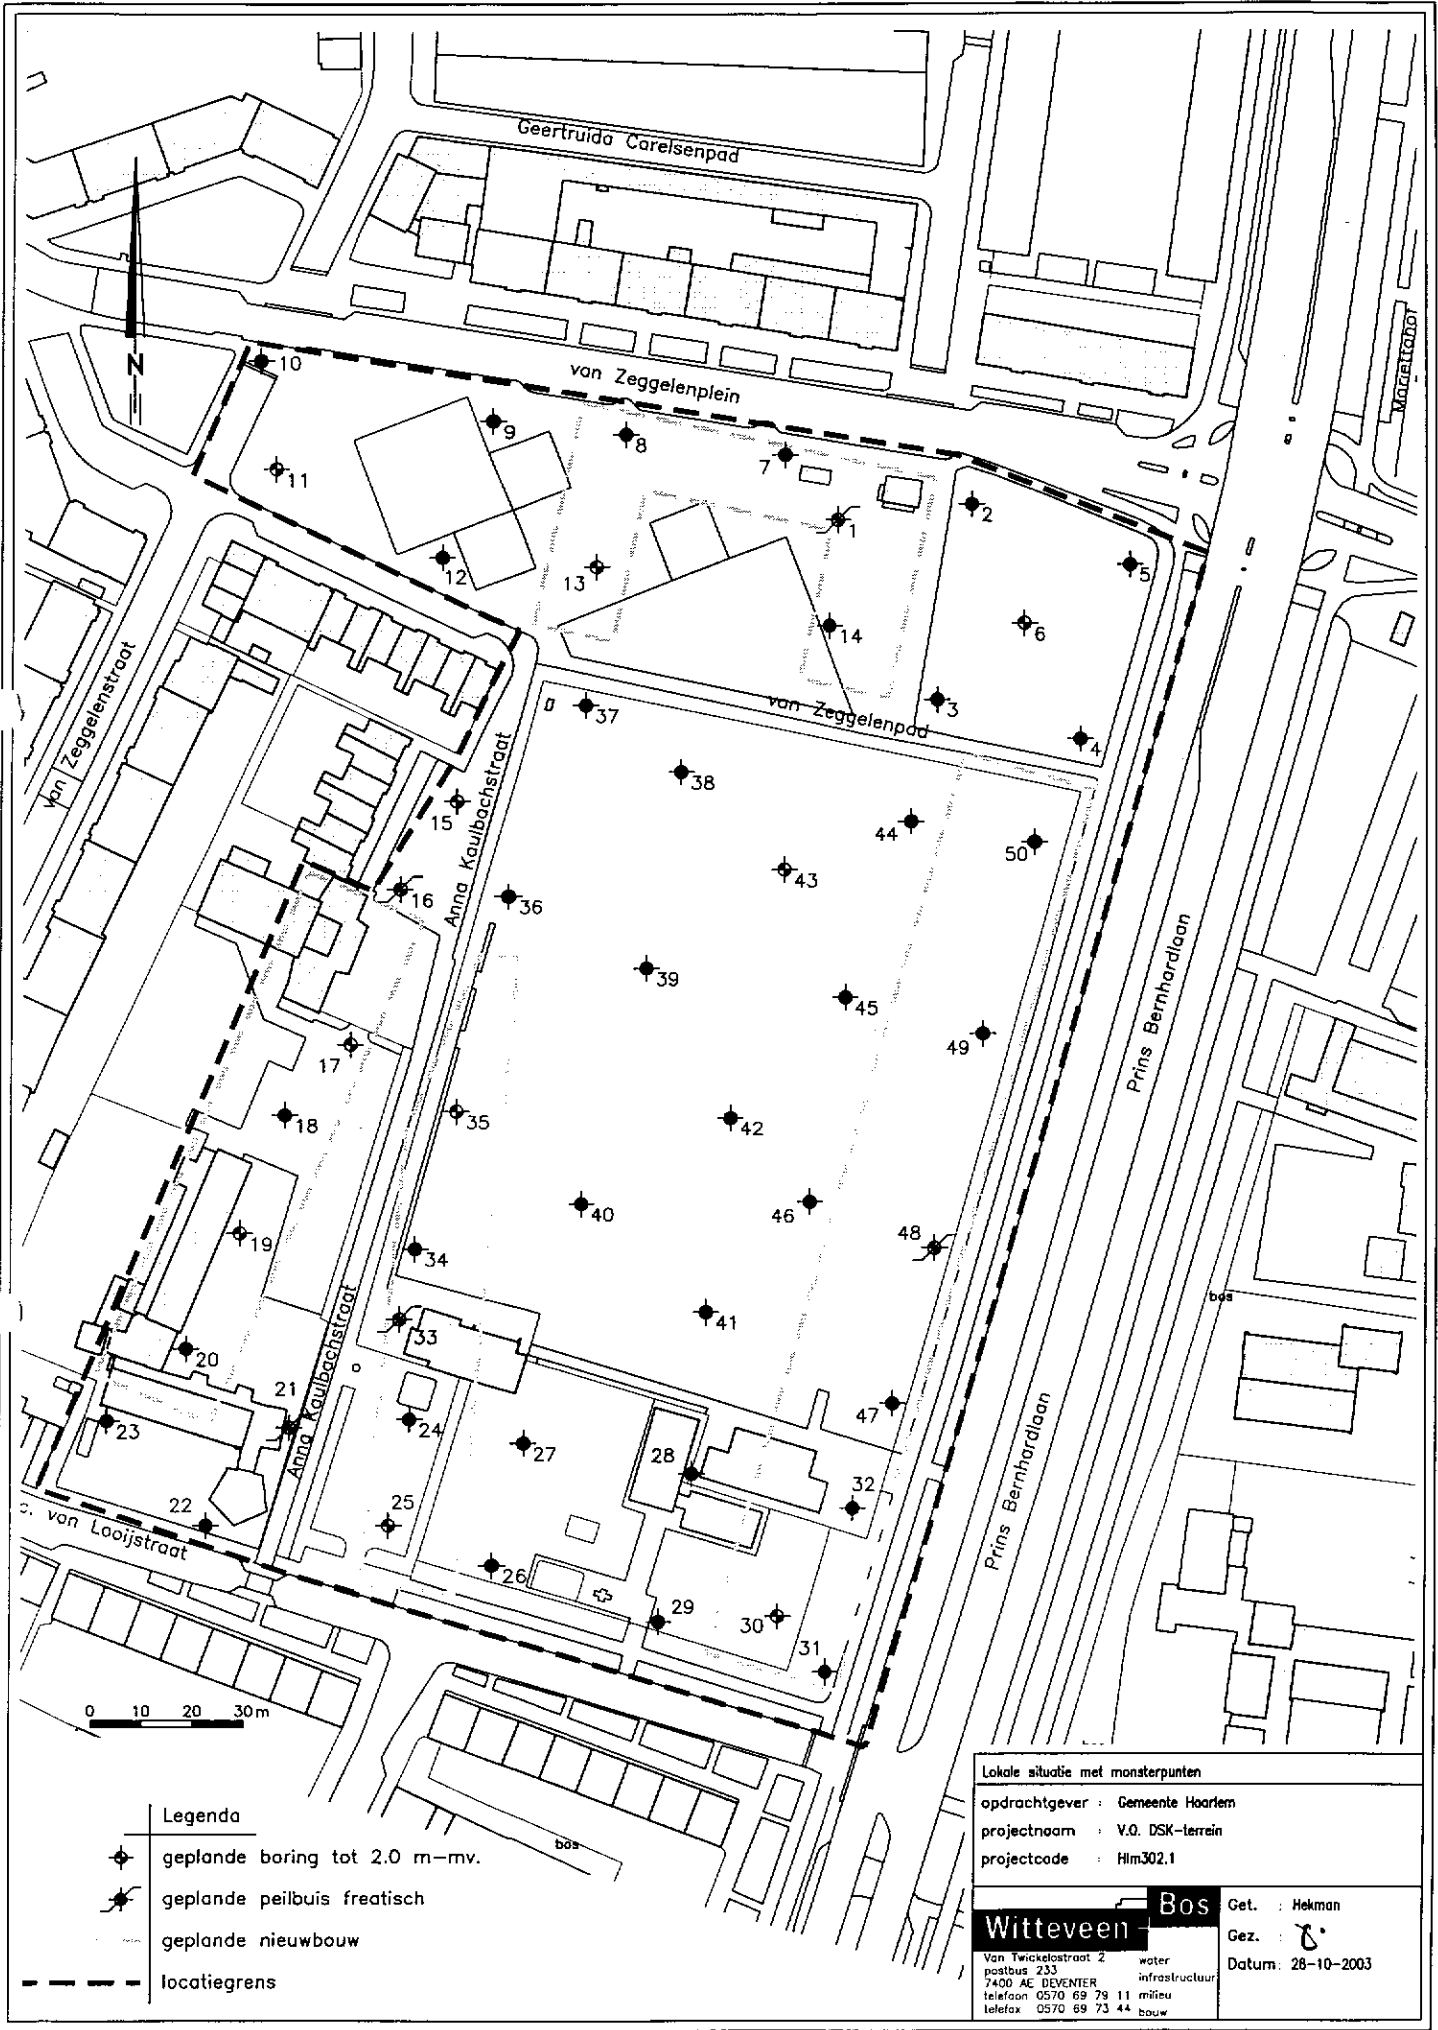 Geertruida Carelsenpad
Mariettahof
N
van Zeggelenplein
10
9
8
7
11
1
2
5
12
13
6
14
3
4
van Zeggelenstraat
van Zeggelenpad
37
38
Anna Kaulbachstraat
15
44
50
43
16
36
39
45
49
Prins Bernhardlaan
17
18
35
42
19
40
46
48
34
bos
41
33
20
Anna Kaulbachstraat
21
47
23
24
27
28
Prins Bernhardlaan
32
22
25
c. van Looijstraat
26
29
30
31
0 10 20 30m
bos
Legenda
geplande boring tot 2.0 m-mv.
geplande peilbuis freatisch
geplande nieuwbouw
locatiegrens
Lokale situatie met monsterpunten
opdrachtgever : Gemeente Haarlem
projectnaam : V.O. DSK-terrein
projectcode : Hlm302.1
Witteveen Bos
Van Twickelostraat 2
postbus 233
7400 AE DEVENTER
telefoon 0570 69 79 11
telefax 0570 69 73 44
water
infrastructuur
milieu
bouw
Get. : Hekman
Gez. :
Datum: 28-10-2003